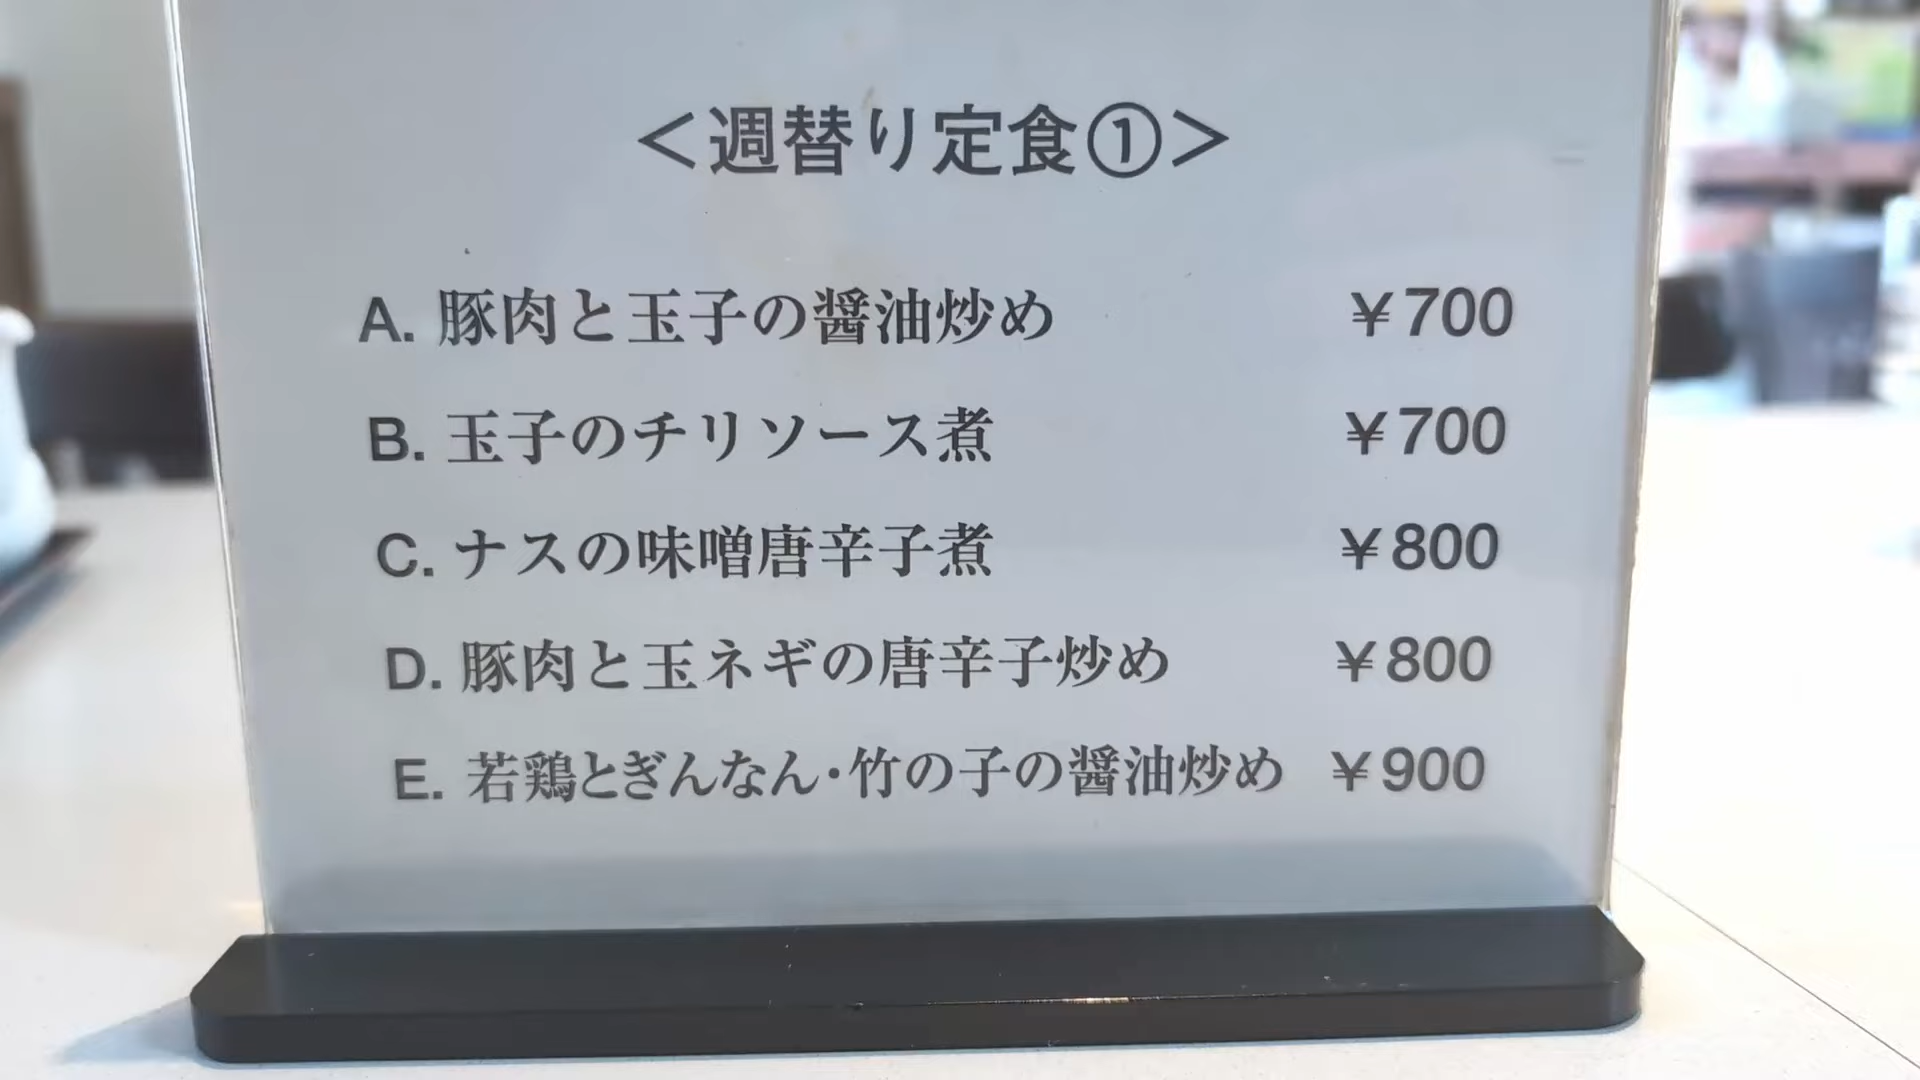 ＜週替り定食①＞
A. 豚肉と玉子の醤油炒め ￥700
B. 玉子のチリソース煮 ￥700
C. ナスの味噌唐辛子煮 ￥800
D. 豚肉と玉ネギの唐辛子炒め ￥800
E. 若鶏とぎんなん・竹の子の醤油炒め ￥900